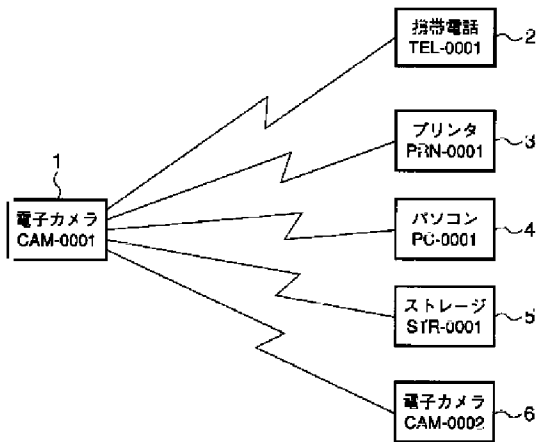 携帯電話
TEL-0001
2
プリンタ
PRN-0001
3
1
電子カメラ
CAM-0001
パソコン
PC-0001
4
ストレージ
STR-0001
5
電子カメラ
CAM-0002
6